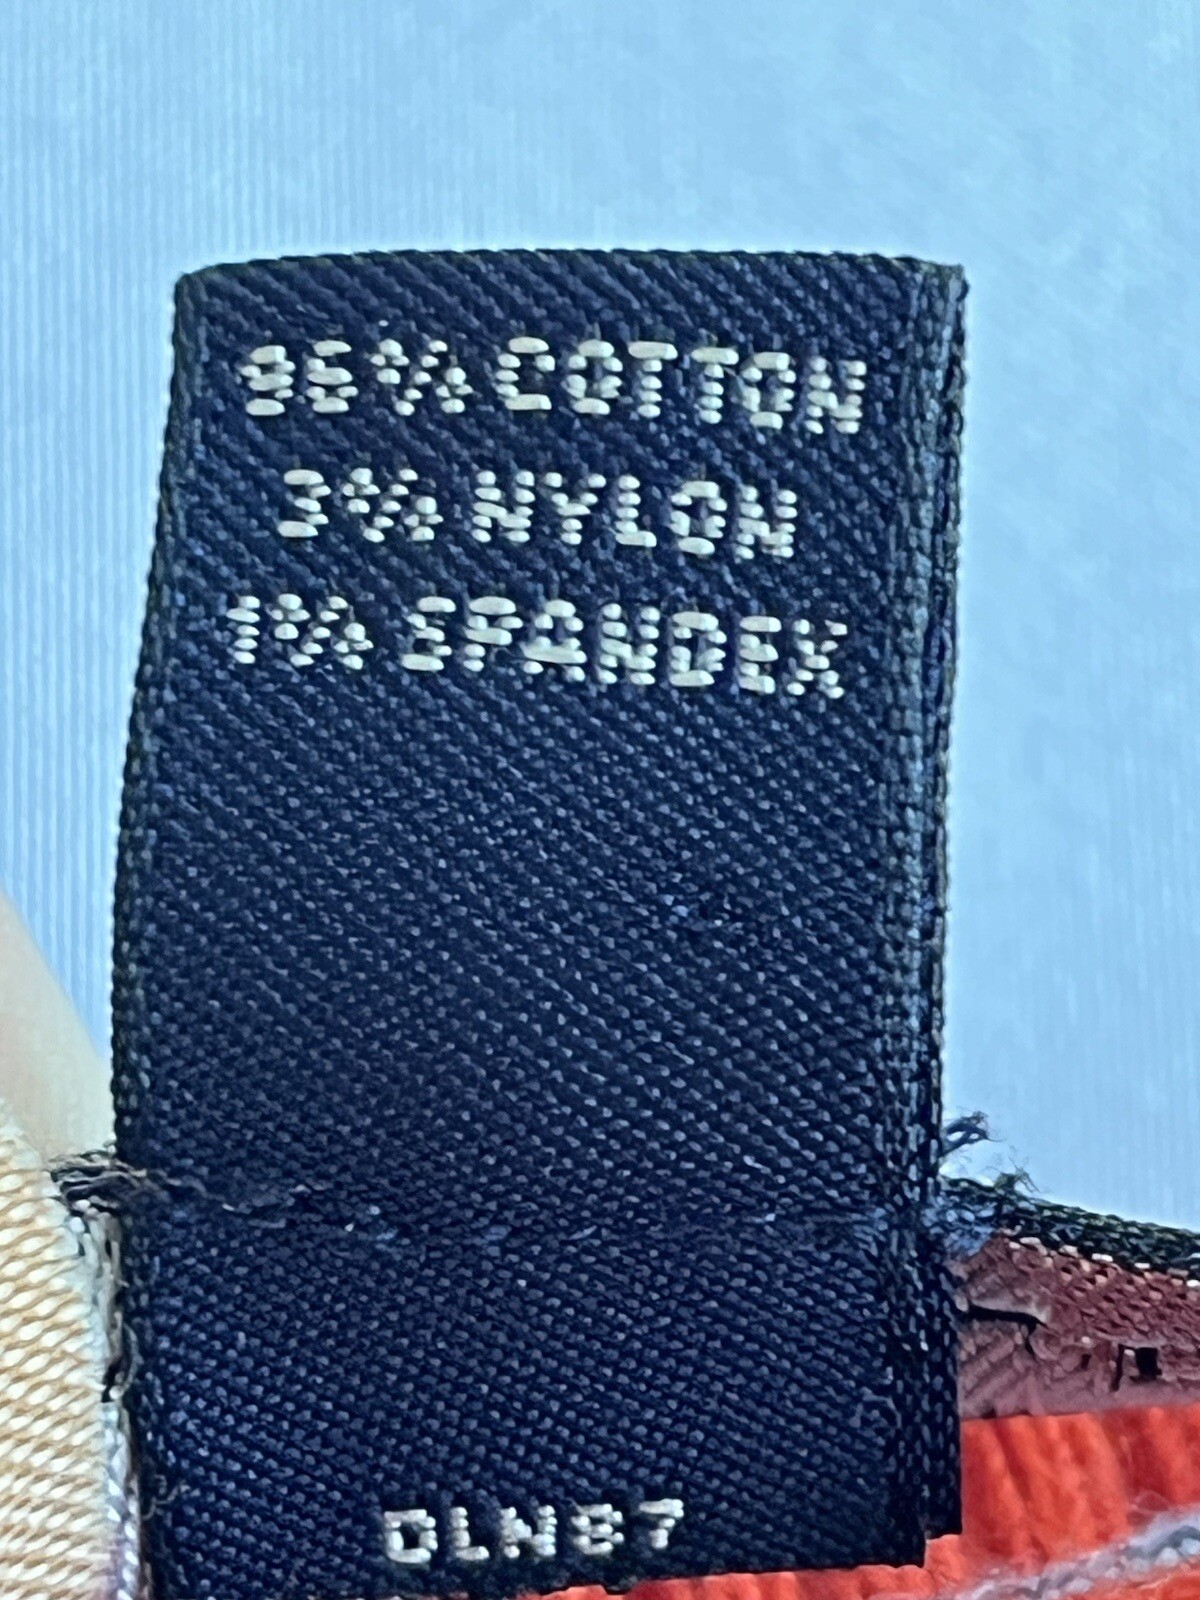 96% COTTON
3% NYLON
1% SPANDEX
DLN87